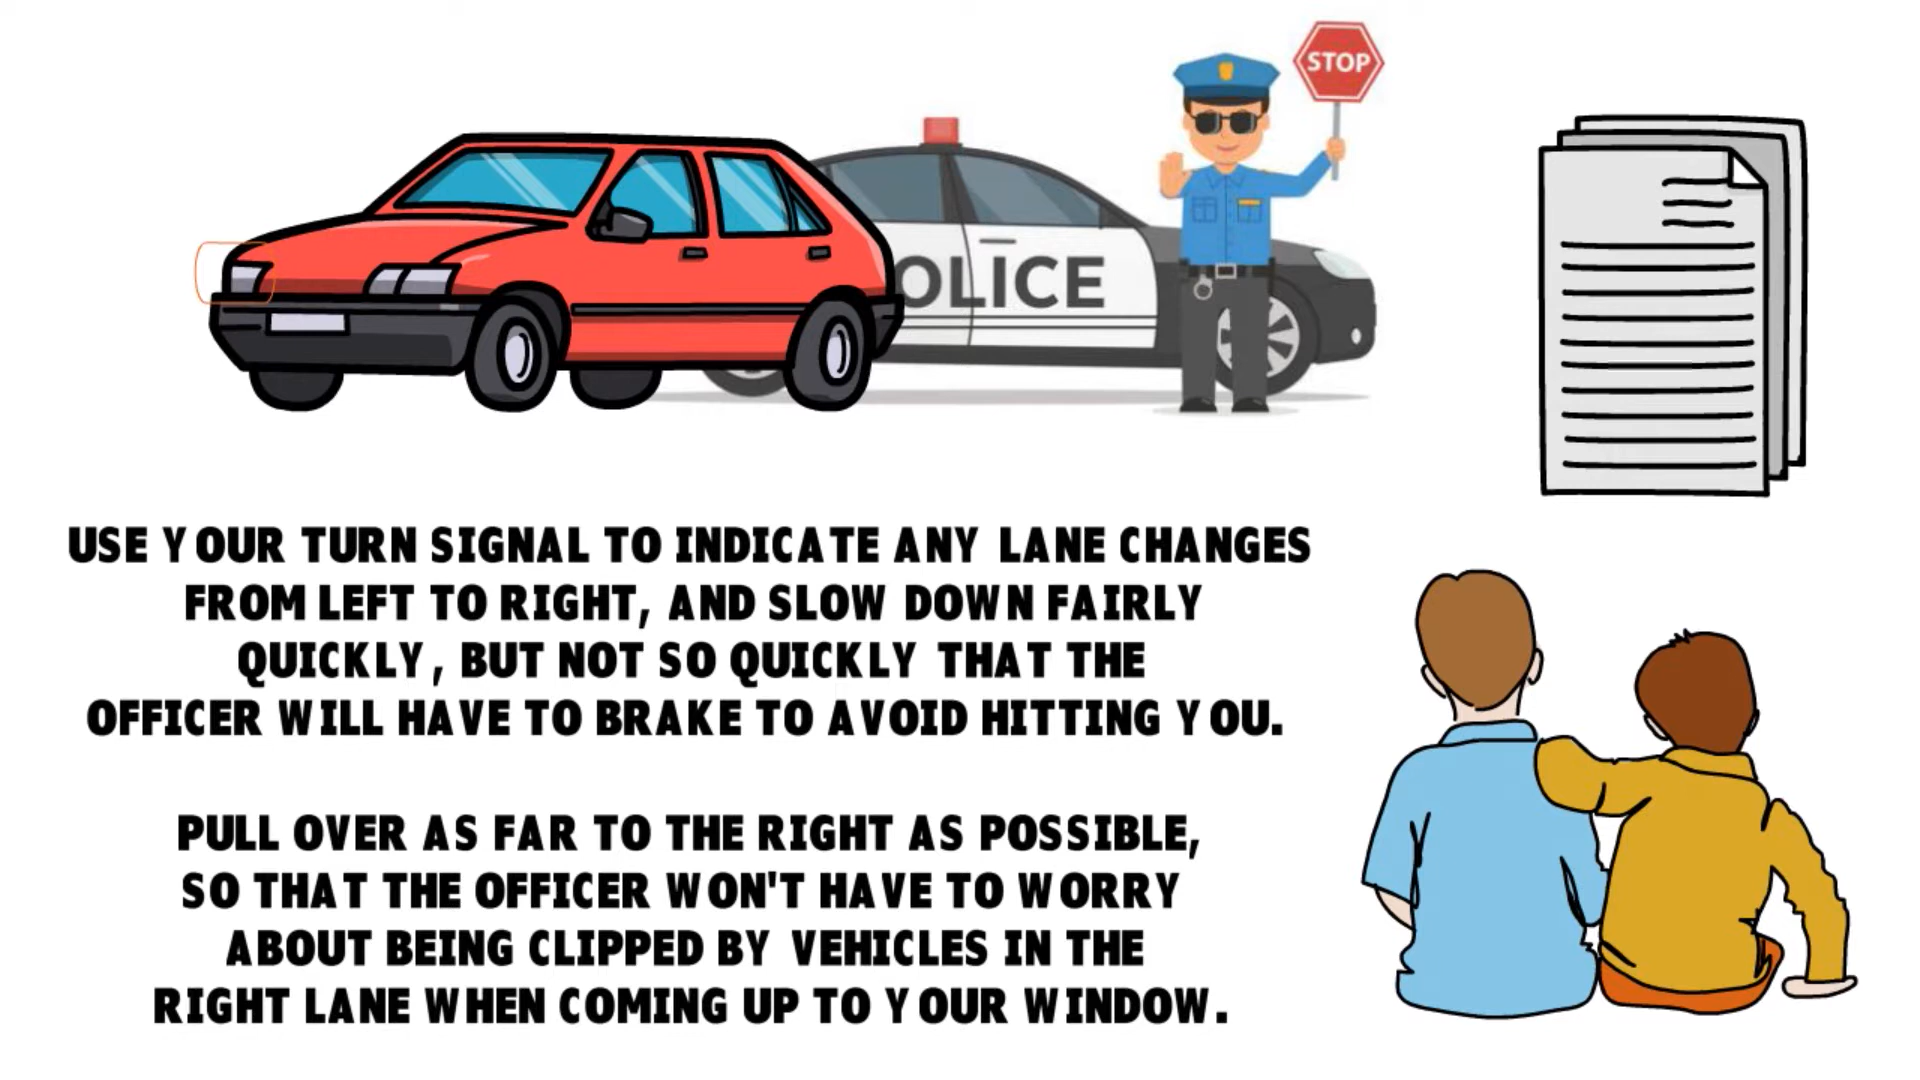 STOP
OLICE
USE YOUR TURN SIGNAL TO INDICATE ANY LANE CHANGES
FROM LEFT TO RIGHT, AND SLOW DOWN FAIRLY
QUICKLY, BUT NOT SO QUICKLY THAT THE
OFFICER WILL HAVE TO BRAKE TO AVOID HITTING YOU.
PULL OVER AS FAR TO THE RIGHT AS POSSIBLE,
SO THAT THE OFFICER WON'T HAVE TO WORRY
ABOUT BEING CLIPPED BY VEHICLES IN THE
RIGHT LANE WHEN COMING UP TO YOUR WINDOW.